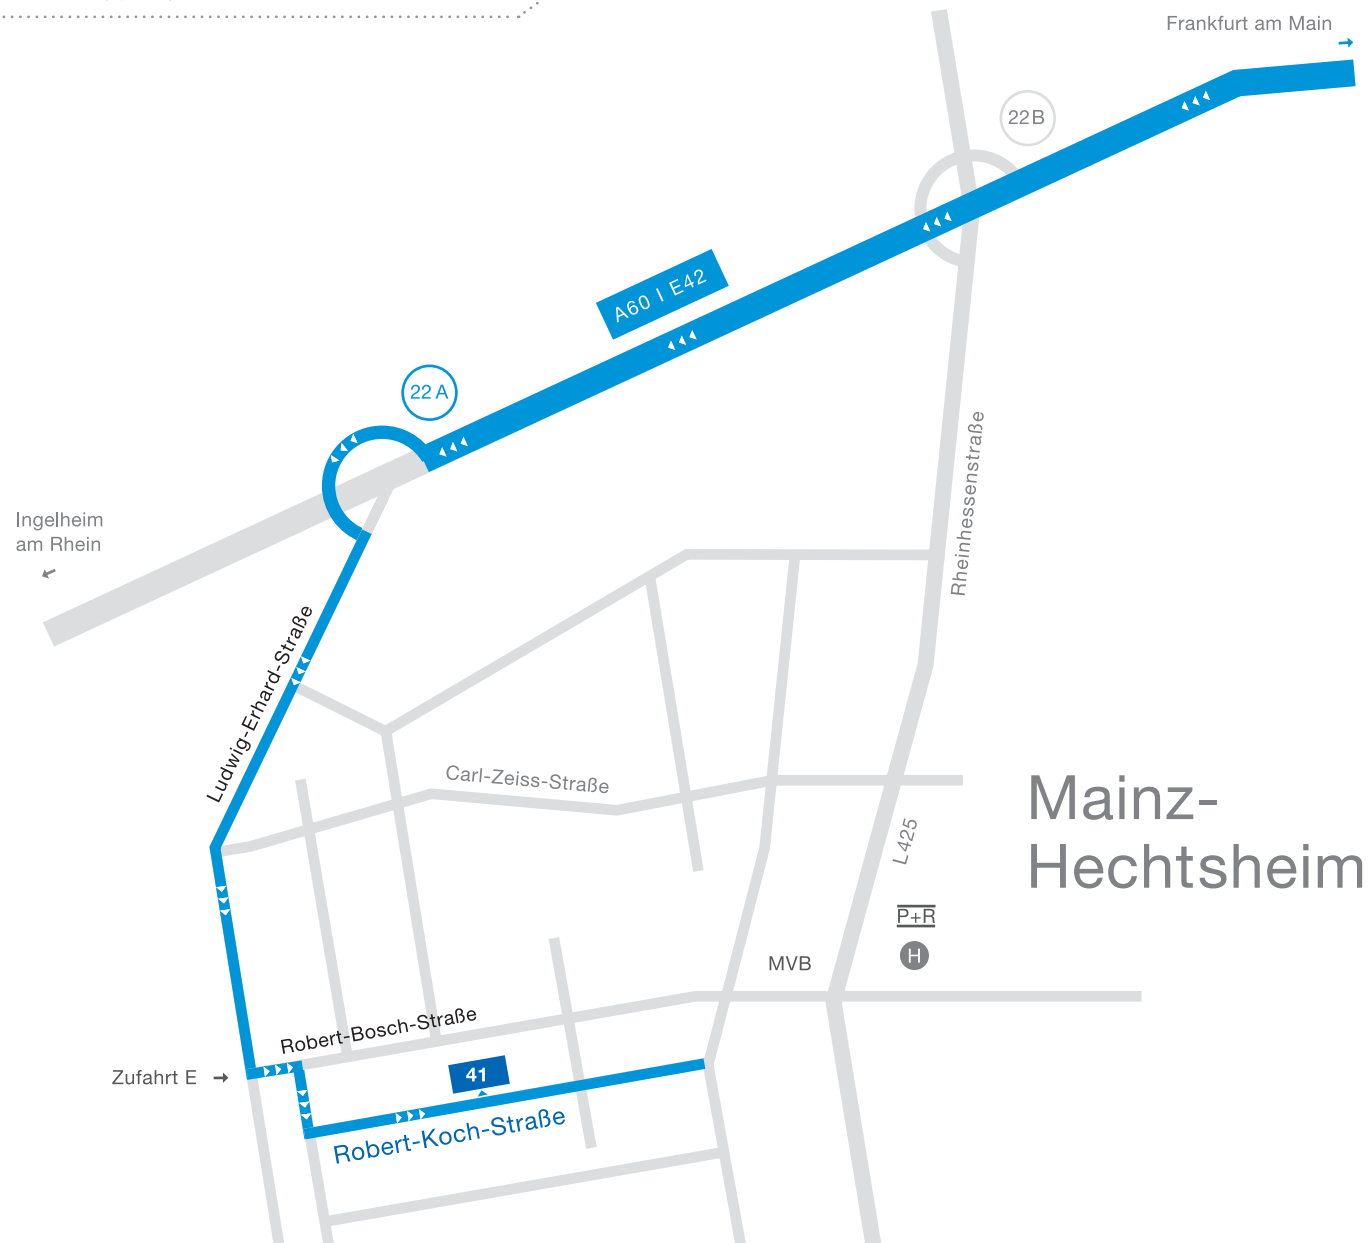 Frankfurt am Main
22B
A60 I E42
22 A
Rheinhessenstraße
Ingelheim
am Rhein
Ludwig-Erhard-Straße
Carl-Zeiss-Straße
Mainz-
Hechtsheim
L 425
P+R
H
MVB
Robert-Bosch-Straße
Zufahrt E
41
Robert-Koch-Straße